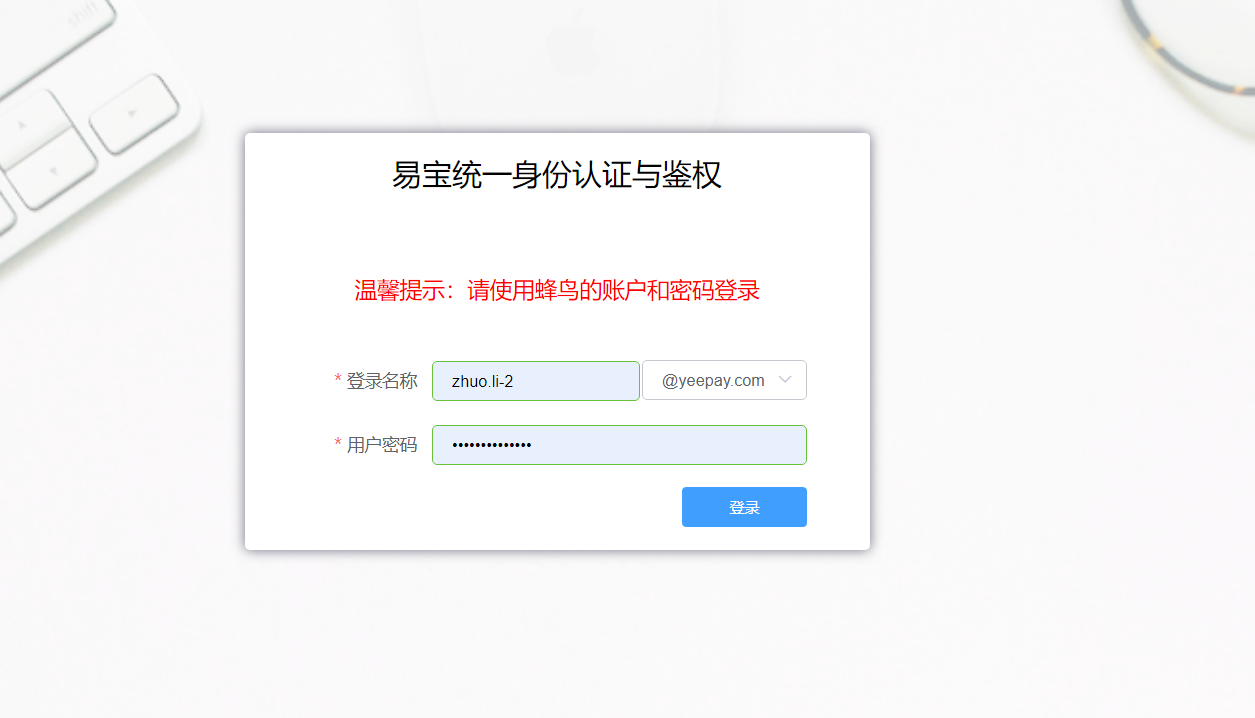 shift
易宝统一身份认证与鉴权
温馨提示：请使用蜂鸟的账户和密码登录
* 登录名称 zhuo.li-2 @yeepay.com
* 用户密码 ••••••••••••••
登录